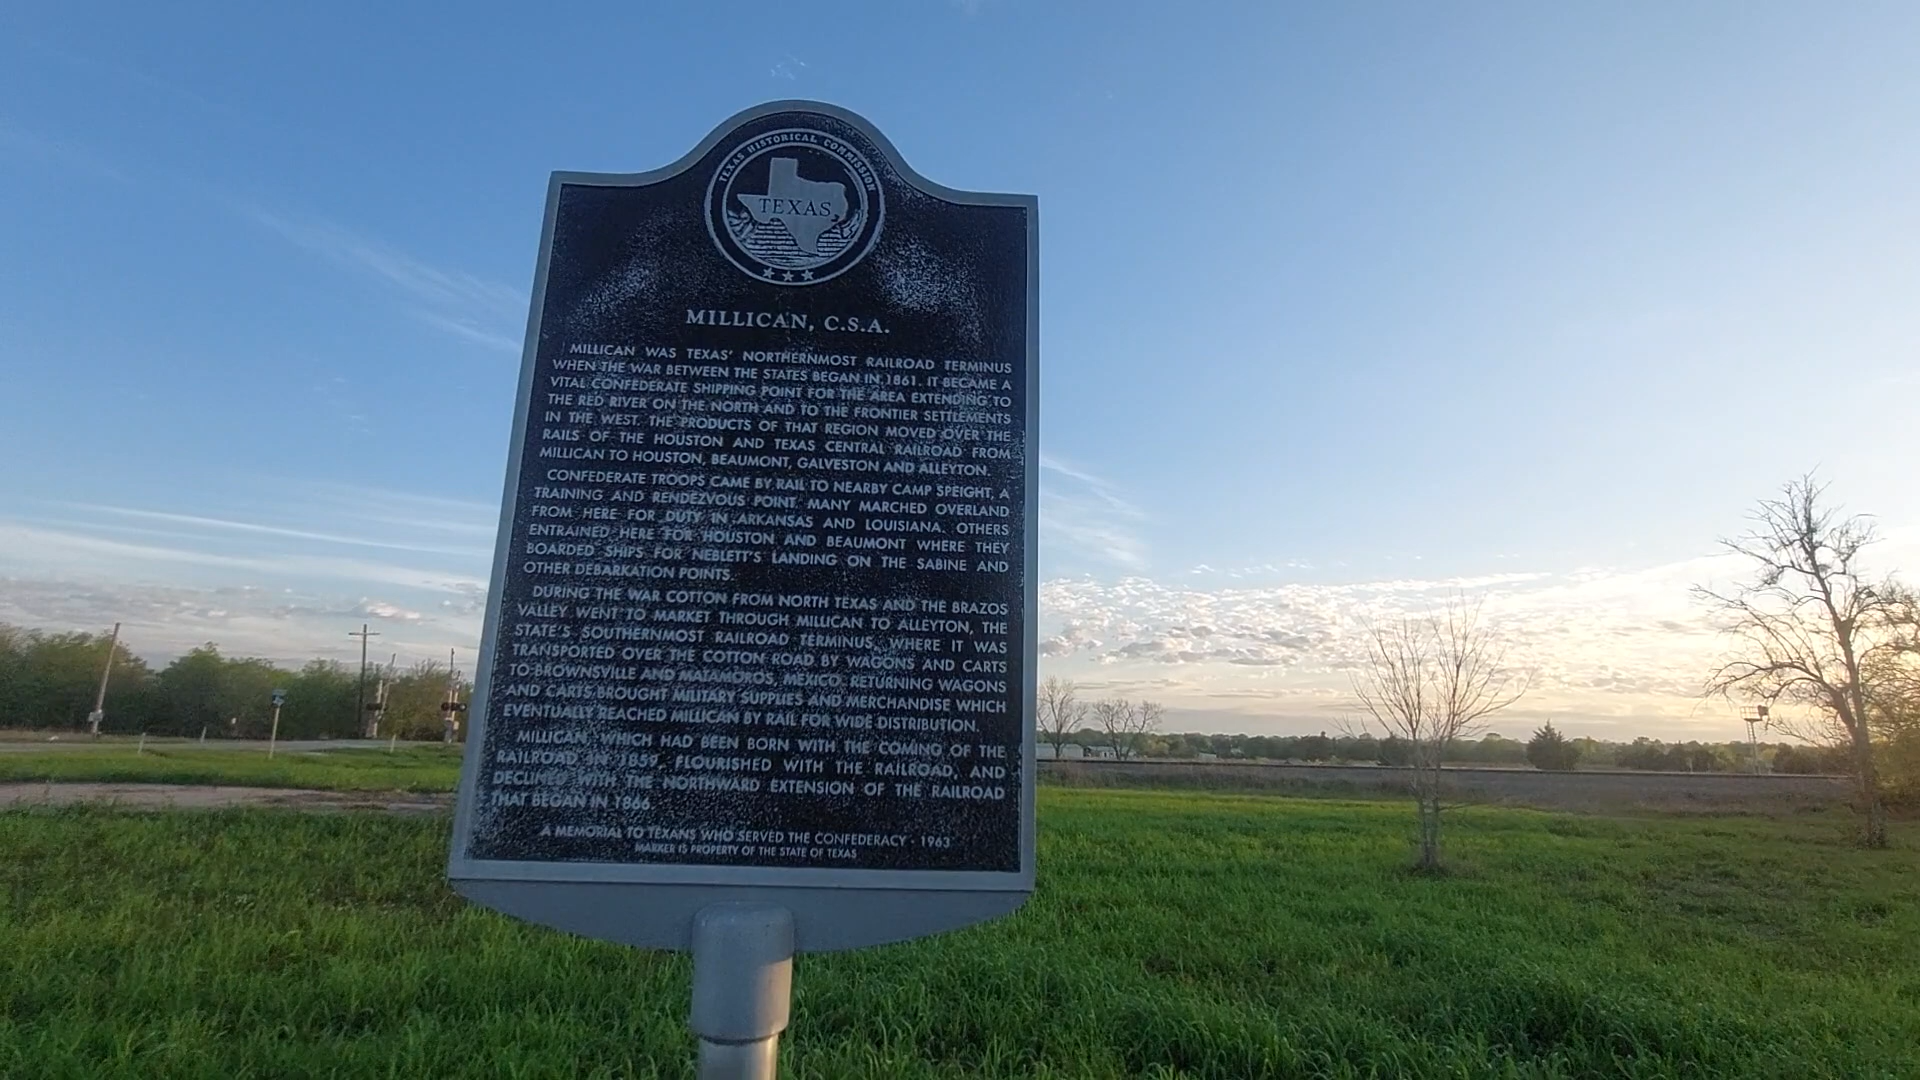 TEXAS HISTORICAL COMMISSION
TEXAS
MILLICAN, C.S.A.
MILLICAN WAS TEXAS' NORTHERNMOST RAILROAD TERMINUS
WHEN THE WAR BETWEEN THE STATES BEGAN IN 1861. IT BECAME A
VITAL CONFEDERATE SHIPPING POINT FOR THE AREA EXTENDING TO
THE RED RIVER ON THE NORTH AND TO THE FRONTIER SETTLEMENTS
IN THE WEST. THE PRODUCTS OF THAT REGION MOVED OVER THE
RAILS OF THE HOUSTON AND TEXAS CENTRAL RAILROAD FROM
MILLICAN TO HOUSTON, BEAUMONT, GALVESTON AND ALLEYTON.
CONFEDERATE TROOPS CAME BY RAIL TO NEARBY CAMP SPEIGHT, A
TRAINING AND RENDEZVOUS POINT. MANY MARCHED OVERLAND
FROM HERE FOR DUTY IN ARKANSAS AND LOUISIANA. OTHERS
ENTRAINED HERE FOR HOUSTON AND BEAUMONT WHERE THEY
BOARDED SHIPS FOR NEBLETT'S LANDING ON THE SABINE AND
OTHER DEBARKATION POINTS.
DURING THE WAR COTTON FROM NORTH TEXAS AND THE BRAZOS
VALLEY WENT TO MARKET THROUGH MILLICAN TO ALLEYTON, THE
STATE'S SOUTHERNMOST RAILROAD TERMINUS, WHERE IT WAS
TRANSPORTED OVER THE COTTON ROAD BY WAGONS AND CARTS
TO BROWNSVILLE AND MATAMOROS, MEXICO. RETURNING WAGONS
AND CARTS BROUGHT MILITARY SUPPLIES AND MERCHANDISE WHICH
EVENTUALLY REACHED MILLICAN BY RAIL FOR WIDE DISTRIBUTION.
MILLICAN, WHICH HAD BEEN BORN WITH THE COMING OF THE
RAILROAD IN 1859, FLOURISHED WITH THE RAILROAD, AND
DECLINED WITH THE NORTHWARD EXTENSION OF THE RAILROAD
THAT BEGAN IN 1866.
A MEMORIAL TO TEXANS WHO SERVED THE CONFEDERACY - 1963
MARKER IS PROPERTY OF THE STATE OF TEXAS